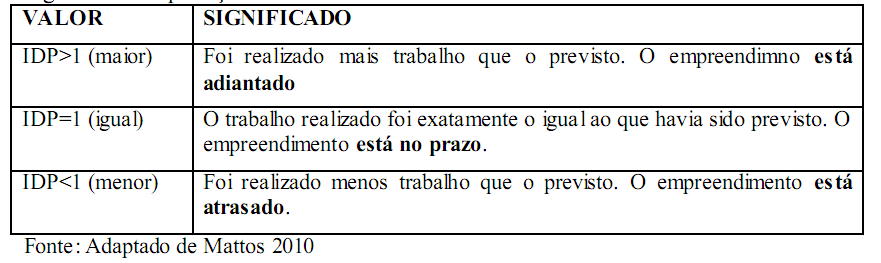 VALOR SIGNIFICADO
IDP>1 (maior) Foi realizado mais trabalho que o previsto. O empreendimno está
adiantado
IDP=1 (igual) O trabalho realizado foi exatamente o igual ao que havia sido previsto. O
empreendimento está no prazo.
IDP<1 (menor) Foi realizado menos trabalho que o previsto. O empreendimento está
atrasado.
Fonte: Adaptado de Mattos 2010